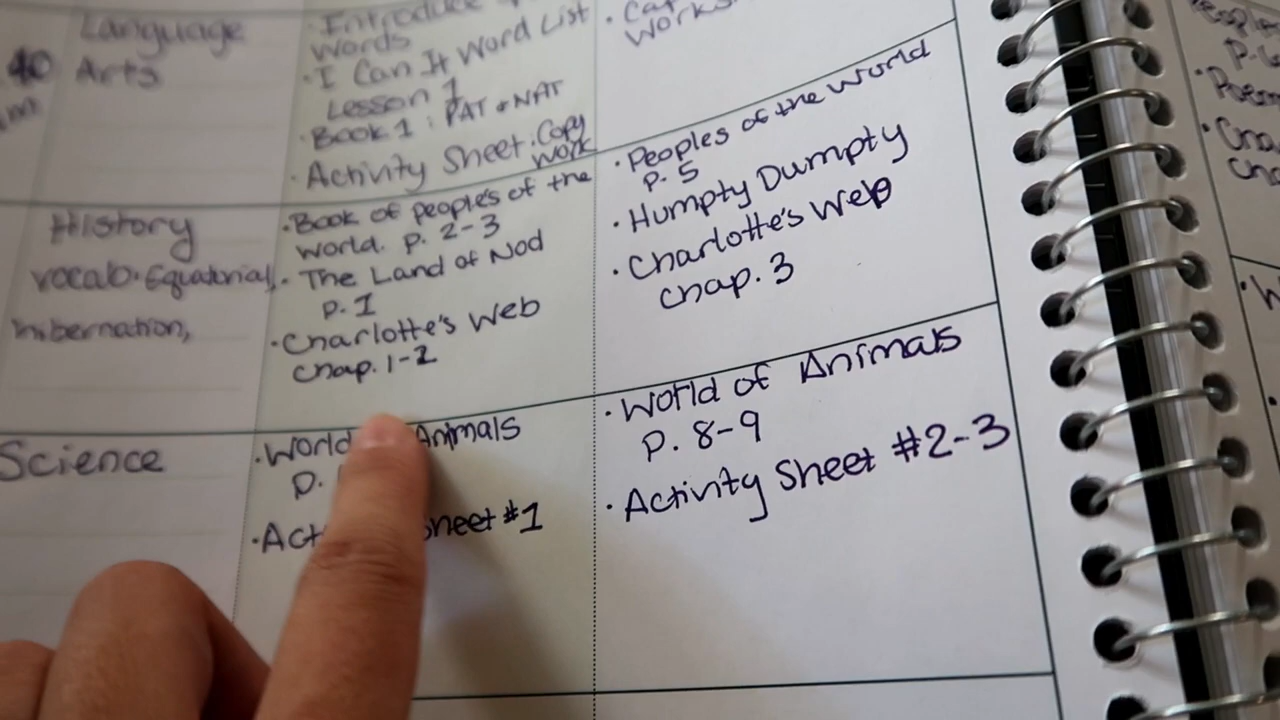 Language
Arts
40
· Introduce
words
· I Can It Word List
Lesson 1
· Book 1 : PAT & NAT
· Activity Sheet : Copy
work
works
History
vocab · Equatorial,
hibernation,
· Book of people's of the
world. p. 2-3
· The Land of Nod
p. 1
· Charlotte's Web
Chap. 1-2
· Peoples of the World
p. 5
· Humpty Dumpty
· Charlotte's Web
Chap. 3
Science
· World Animals
p.
· Act sheet #1
· World of Animals
p. 8-9
· Activity Sheet #2-3